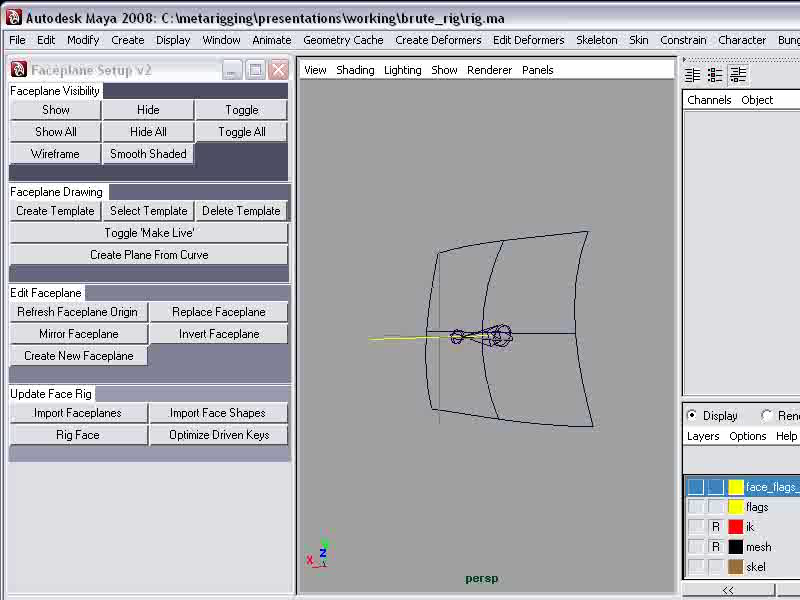 Autodesk Maya 2008: C:\metarigging\presentations\working\brute_rig\rig.ma
File Edit Modify Create Display Window Animate Geometry Cache Create Deformers Edit Deformers Skeleton Skin Constrain Character
Faceplane Setup v2
View Shading Lighting Show Renderer Panels
Faceplane Visibility
Show Hide Toggle
Show All Hide All Toggle All
Wireframe Smooth Shaded
Channels Object
Faceplane Drawing
Create Template Select Template Delete Template
Toggle 'Make Live'
Create Plane From Curve
Edit Faceplane
Refresh Faceplane Origin Replace Faceplane
Mirror Faceplane Invert Faceplane
Create New Faceplane
Update Face Rig
Import Faceplanes Import Face Shapes
Rig Face Optimize Driven Keys
Display
Layers Options Help
face_flags_
flags
R ik
R mesh
skel
Y
X Z
persp
<<